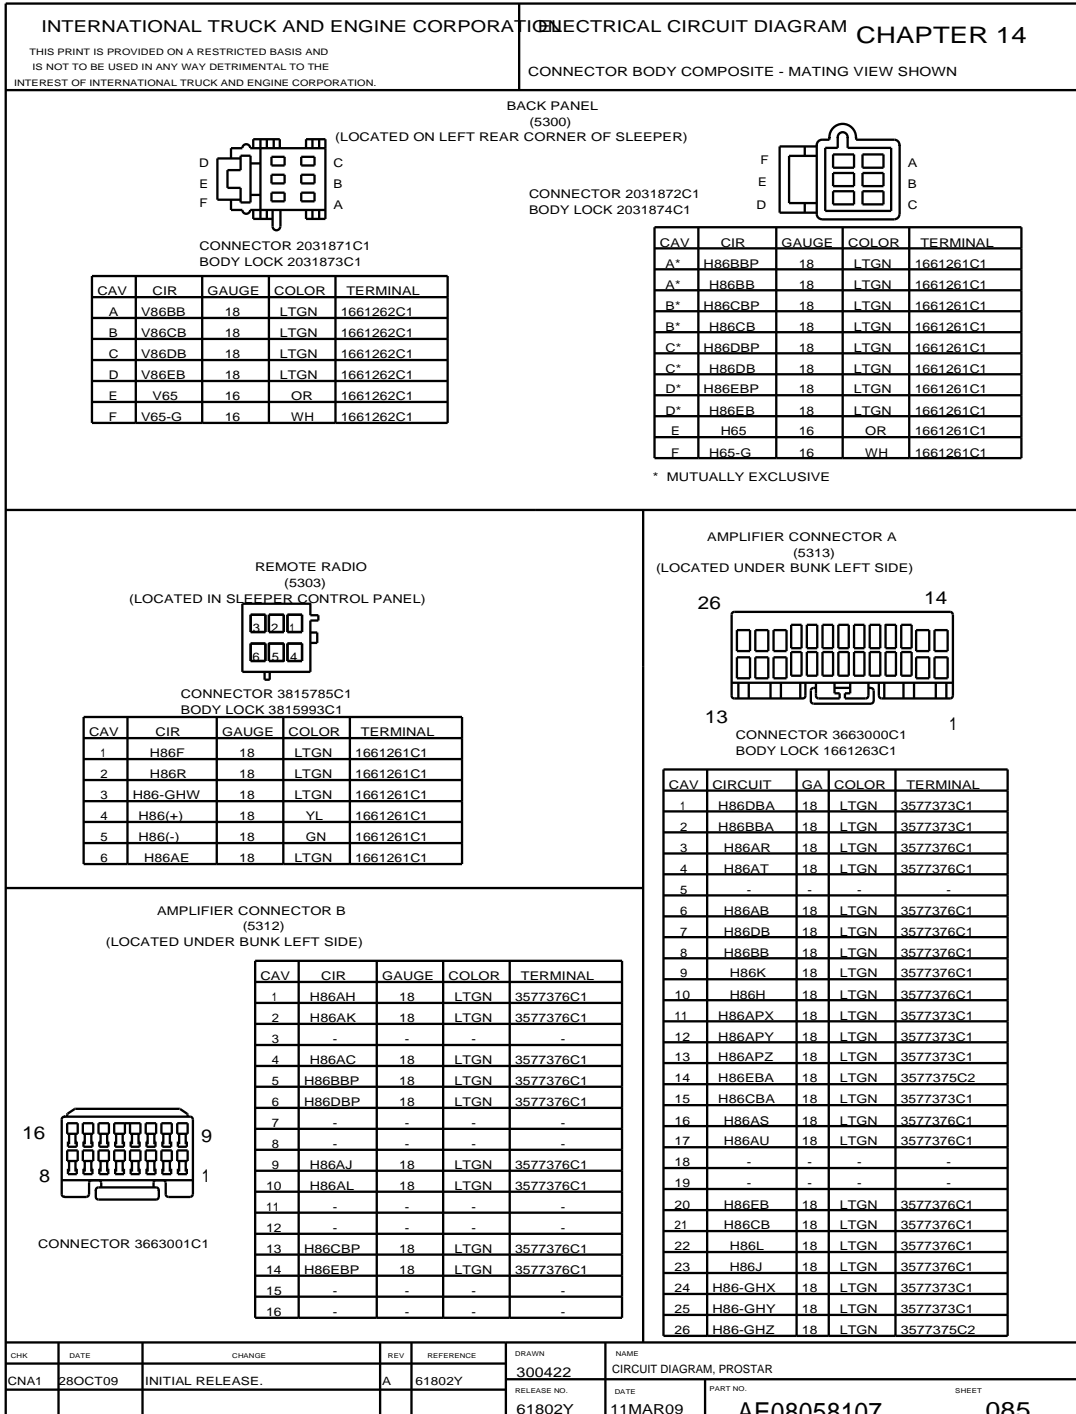 INTERNATIONAL TRUCK AND ENGINE CORPORATION
THIS PRINT IS PROVIDED ON A RESTRICTED BASIS AND
IS NOT TO BE USED IN ANY WAY DETRIMENTAL TO THE
INTEREST OF INTERNATIONAL TRUCK AND ENGINE CORPORATION.
ELECTRICAL CIRCUIT DIAGRAM CHAPTER 14
CONNECTOR BODY COMPOSITE - MATING VIEW SHOWN
BACK PANEL
(5300)
(LOCATED ON LEFT REAR CORNER OF SLEEPER)
D C
E B
F A
CONNECTOR 2031871C1
BODY LOCK 2031873C1
CAV CIR GAUGE COLOR TERMINAL
A V86BB 18 LTGN 1661262C1
B V86CB 18 LTGN 1661262C1
C V86DB 18 LTGN 1661262C1
D V86EB 18 LTGN 1661262C1
E V65 16 OR 1661262C1
F V65-G 16 WH 1661262C1
F A
E B
D C
CONNECTOR 2031872C1
BODY LOCK 2031874C1
CAV CIR GAUGE COLOR TERMINAL
A* H86BBP 18 LTGN 1661261C1
A* H86BB 18 LTGN 1661261C1
B* H86CBP 18 LTGN 1661261C1
B* H86CB 18 LTGN 1661261C1
C* H86DBP 18 LTGN 1661261C1
C* H86DB 18 LTGN 1661261C1
D* H86EBP 18 LTGN 1661261C1
D* H86EB 18 LTGN 1661261C1
E H65 16 OR 1661261C1
F H65-G 16 WH 1661261C1
* MUTUALLY EXCLUSIVE
REMOTE RADIO
(5303)
(LOCATED IN SLEEPER CONTROL PANEL)
3 2 1
6 5 4
CONNECTOR 3815785C1
BODY LOCK 3815993C1
CAV CIR GAUGE COLOR TERMINAL
1 H86F 18 LTGN 1661261C1
2 H86R 18 LTGN 1661261C1
3 H86-GHW 18 LTGN 1661261C1
4 H86(+) 18 YL 1661261C1
5 H86(-) 18 GN 1661261C1
6 H86AE 18 LTGN 1661261C1
AMPLIFIER CONNECTOR A
(5313)
(LOCATED UNDER BUNK LEFT SIDE)
26 14
13 1
CONNECTOR 3663000C1
BODY LOCK 1661263C1
CAV CIRCUIT GA COLOR TERMINAL
1 H86DBA 18 LTGN 3577373C1
2 H86BBA 18 LTGN 3577373C1
3 H86AR 18 LTGN 3577376C1
4 H86AT 18 LTGN 3577376C1
5 - - - -
6 H86AB 18 LTGN 3577376C1
7 H86DB 18 LTGN 3577376C1
8 H86BB 18 LTGN 3577376C1
9 H86K 18 LTGN 3577376C1
10 H86H 18 LTGN 3577376C1
11 H86APX 18 LTGN 3577373C1
12 H86APY 18 LTGN 3577373C1
13 H86APZ 18 LTGN 3577373C1
14 H86EBA 18 LTGN 3577375C2
15 H86CBA 18 LTGN 3577373C1
16 H86AS 18 LTGN 3577376C1
17 H86AU 18 LTGN 3577376C1
18 - - - -
19 - - - -
20 H86EB 18 LTGN 3577376C1
21 H86CB 18 LTGN 3577376C1
22 H86L 18 LTGN 3577376C1
23 H86J 18 LTGN 3577376C1
24 H86-GHX 18 LTGN 3577373C1
25 H86-GHY 18 LTGN 3577373C1
26 H86-GHZ 18 LTGN 3577375C2
AMPLIFIER CONNECTOR B
(5312)
(LOCATED UNDER BUNK LEFT SIDE)
16 9
8 1
CONNECTOR 3663001C1
CAV CIR GAUGE COLOR TERMINAL
1 H86AH 18 LTGN 3577376C1
2 H86AK 18 LTGN 3577376C1
3 - - - -
4 H86AC 18 LTGN 3577376C1
5 H86BBP 18 LTGN 3577376C1
6 H86DBP 18 LTGN 3577376C1
7 - - - -
8 - - - -
9 H86AJ 18 LTGN 3577376C1
10 H86AL 18 LTGN 3577376C1
11 - - - -
12 - - - -
13 H86CBP 18 LTGN 3577376C1
14 H86EBP 18 LTGN 3577376C1
15 - - - -
16 - - - -
CHK DATE CHANGE REV REFERENCE
CNA1 28OCT09 INITIAL RELEASE. A 61802Y
DRAWN
300422
NAME
CIRCUIT DIAGRAM, PROSTAR
RELEASE NO.
61802Y
DATE
11MAR09
PART NO.
AE08058107
SHEET
085